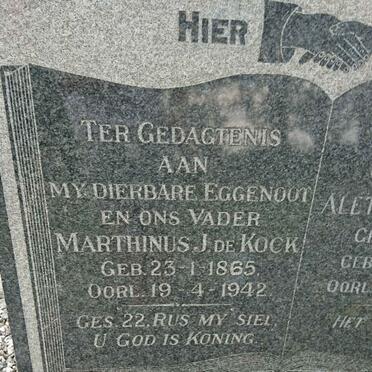 HIER
TER GEDAGTENIS
AAN
MY DIERBARE EGGENOOT
EN ONS VADER
MARTHINUS J. DE KOCK
GEB. 23-1-1865.
OORL. 19-4-1942.
GES. 22. RUS MY SIEL,
U GOD IS KONING.
ALET
GE
OORL.
HET